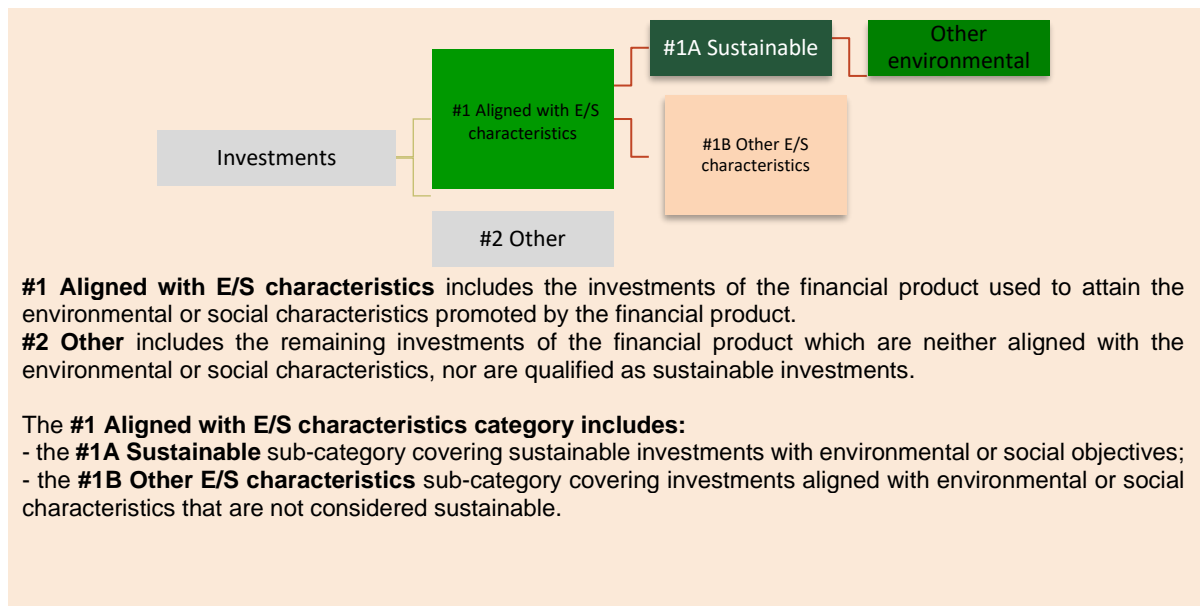 #1A Sustainable
Other
environmental
#1 Aligned with E/S
characteristics
Investments
#1B Other E/S
characteristics
#2 Other
#1 Aligned with E/S characteristics includes the investments of the financial product used to attain the
environmental or social characteristics promoted by the financial product.
#2 Other includes the remaining investments of the financial product which are neither aligned with the
environmental or social characteristics, nor are qualified as sustainable investments.
The #1 Aligned with E/S characteristics category includes:
- the #1A Sustainable sub-category covering sustainable investments with environmental or social objectives;
- the #1B Other E/S characteristics sub-category covering investments aligned with environmental or social
characteristics that are not considered sustainable.